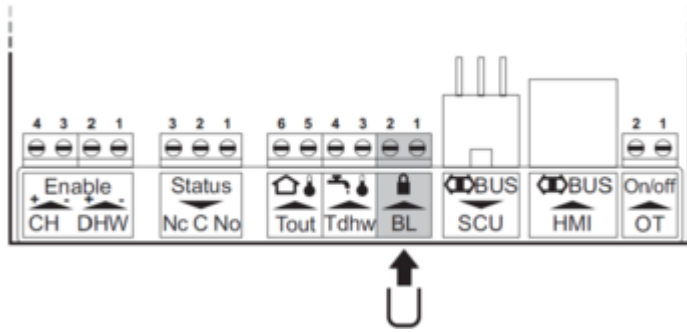 4 3 2 1 3 2 1 6 5 4 3 2 1 2 1
Enable Status BUS BUS On/off
+ - + -
CH DHW Nc C No Tout Tdhw BL SCU HMI OT